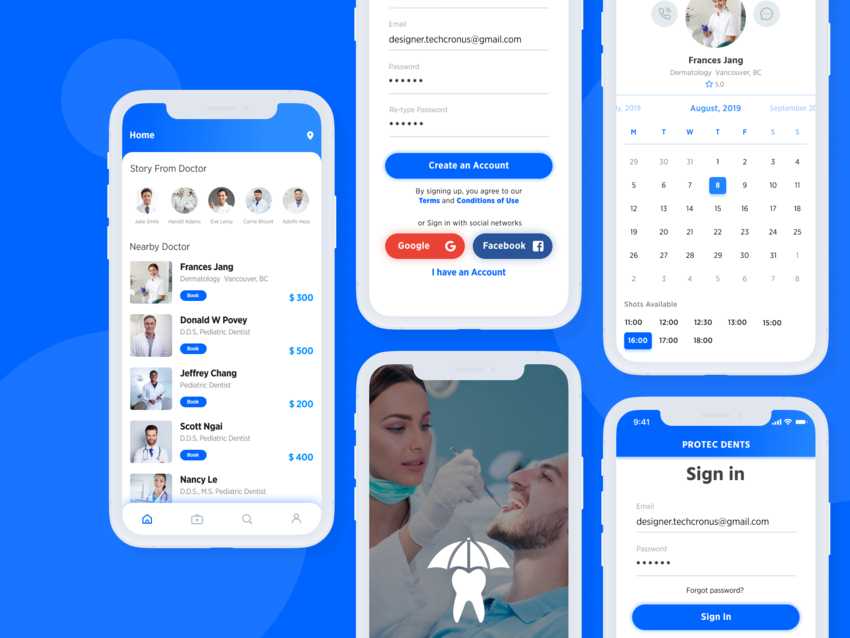 Home
Story From Doctor
Jake Smile Harold Adams Eve Leroy Carrie Blount Adolfo Hess
Nearby Doctor
Frances Jang
Dermatology Vancouver, BC
Book
$ 300
Donald W Povey
D.D.S, Pediatric Dentist
Book
$ 500
Jeffrey Chang
Pediatric Dentist
Book
$ 200
Scott Ngai
D.D.S, Pediatric Dentist
Book
$ 400
Nancy Le
D.D.S., M.S. Pediatric Dentist
Email
designer.techcronus@gmail.com
Password
Re-type Password
Create an Account
By signing up, you agree to our
Terms and Conditions of Use
or Sign in with social networks
Google
Facebook
I have an Account
Frances Jang
Dermatology Vancouver, BC
5.0
ly, 2019 August, 2019 September 20
M T W T F S S
29 30 31 1 2 3 4
5 6 7 8 9 10 11
12 13 14 15 16 17 18
19 20 21 22 23 24 25
26 27 28 29 30 31 1
2 3 4 5 6 7 8
Shots Available
11:00 12:00 12:30 13:00 15:00
16:00 17:00 18:00
9:41
PROTEC DENTS
Sign in
Email
designer.techcronus@gmail.com
Password
Forgot password?
Sign In